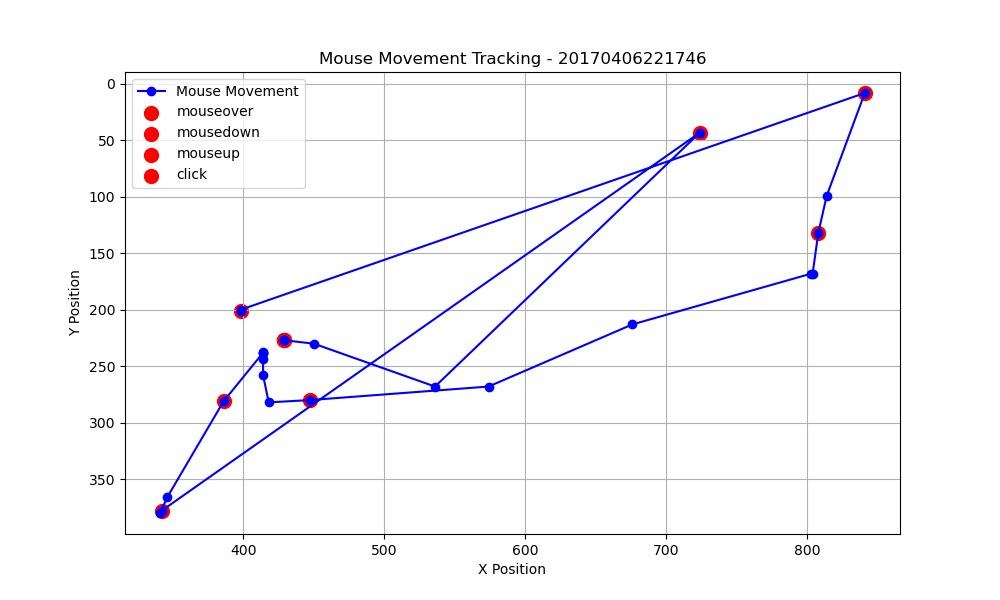 Mouse Movement Tracking - 20170406221746
Mouse Movement
mouseover
mousedown
mouseup
click
0
50
100
150
200
250
300
350
Y Position
400
500
600
700
800
X Position